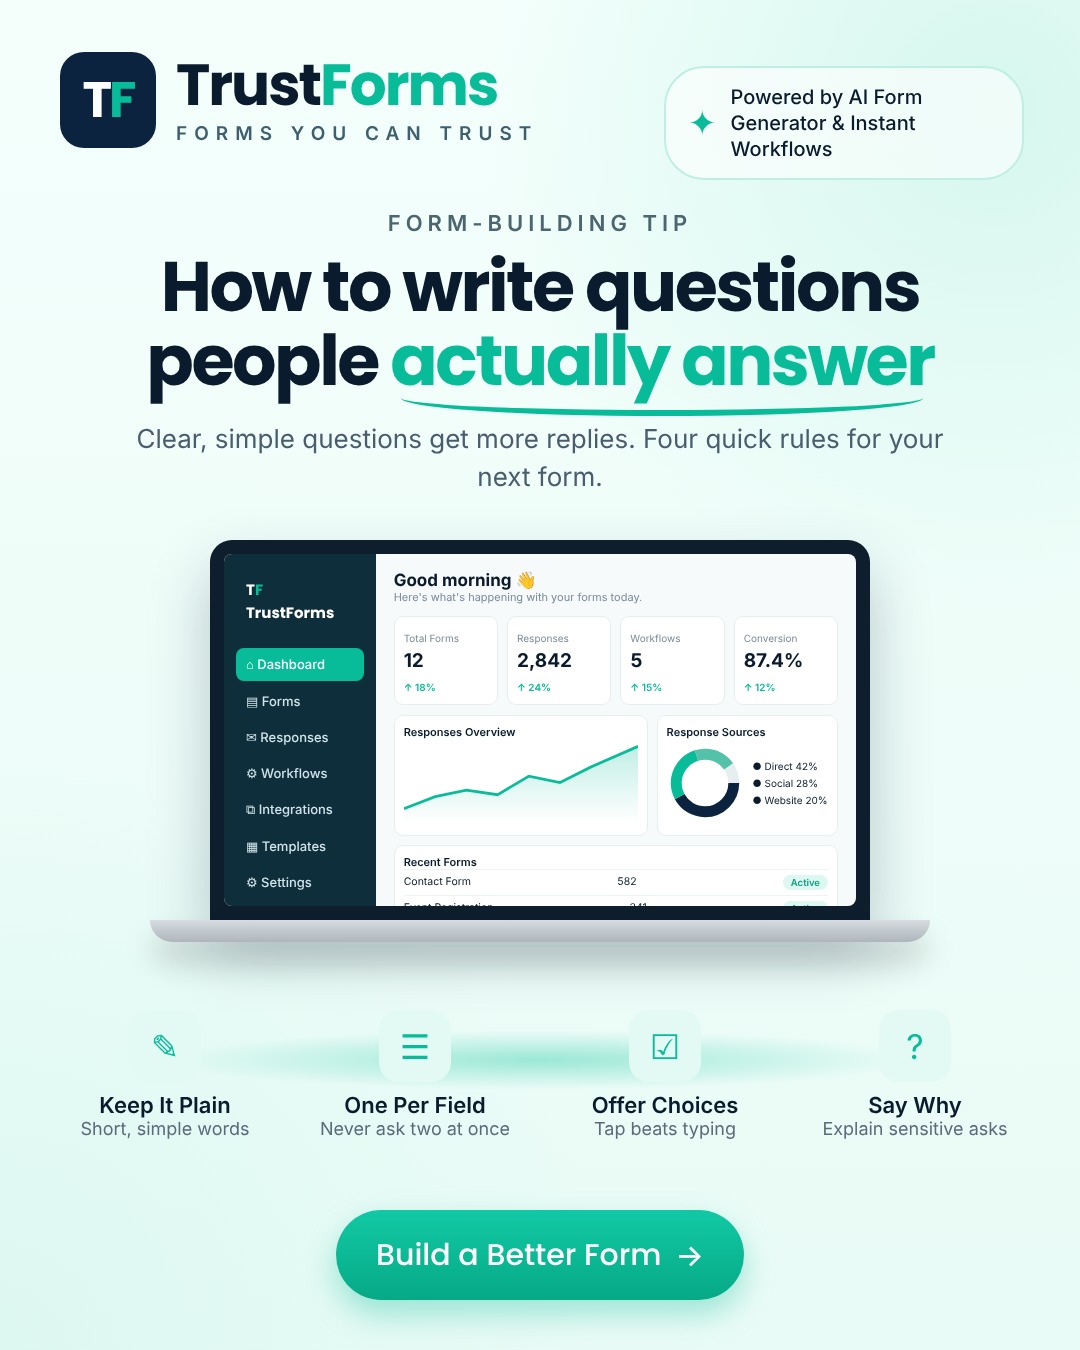 TF
TrustForms
FORMS YOU CAN TRUST
Powered by AI Form
Generator & Instant
Workflows
FORM-BUILDING TIP
How to write questions
people actually answer
Clear, simple questions get more replies. Four quick rules for your
next form.
TF
TrustForms
Dashboard
Forms
Responses
Workflows
Integrations
Templates
Settings
Good morning 👋
Here's what's happening with your forms today.
Total Forms
12
↑ 18%
Responses
2,842
↑ 24%
Workflows
5
↑ 15%
Conversion
87.4%
↑ 12%
Responses Overview
Response Sources
Direct 42%
Social 28%
Website 20%
Recent Forms
Contact Form 582 Active
Keep It Plain
Short, simple words
One Per Field
Never ask two at once
Offer Choices
Tap beats typing
?
Say Why
Explain sensitive asks
Build a Better Form →